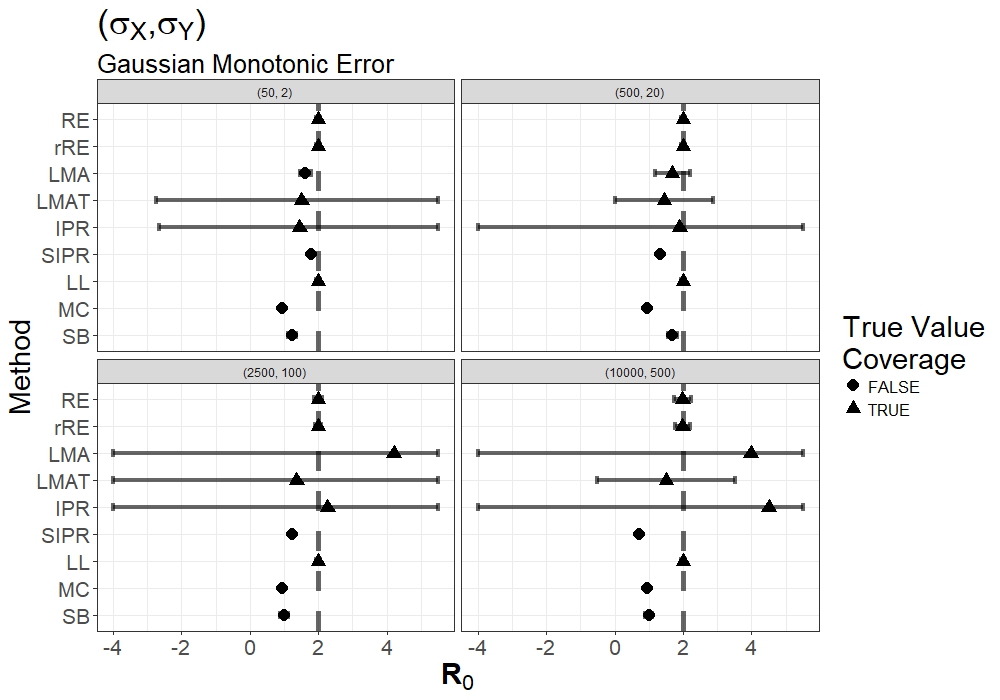 (σX,σY)
Gaussian Monotonic Error
(50, 2)
(500, 20)
RE
rRE
LMA
LMAT
IPR
SIPR
LL
MC
SB
(2500, 100)
(10000, 500)
RE
rRE
LMA
LMAT
IPR
SIPR
LL
MC
SB
-4 -2 0 2 4 -4 -2 0 2 4
R0
Method
True Value
Coverage
FALSE
TRUE